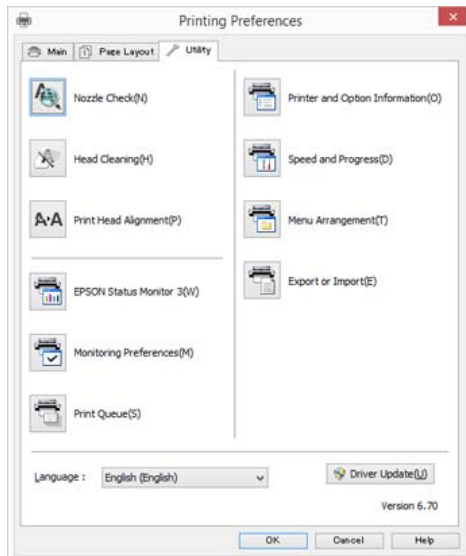 Printing Preferences
Main
Page Layout
Utility
Nozzle Check(N)
Head Cleaning(H)
Print Head Alignment(P)
EPSON Status Monitor 3(W)
Monitoring Preferences(M)
Print Queue(S)
Printer and Option Information(O)
Speed and Progress(D)
Menu Arrangement(T)
Export or Import(E)
Language :
English (English)
Driver Update(U)
Version 6.70
OK
Cancel
Help